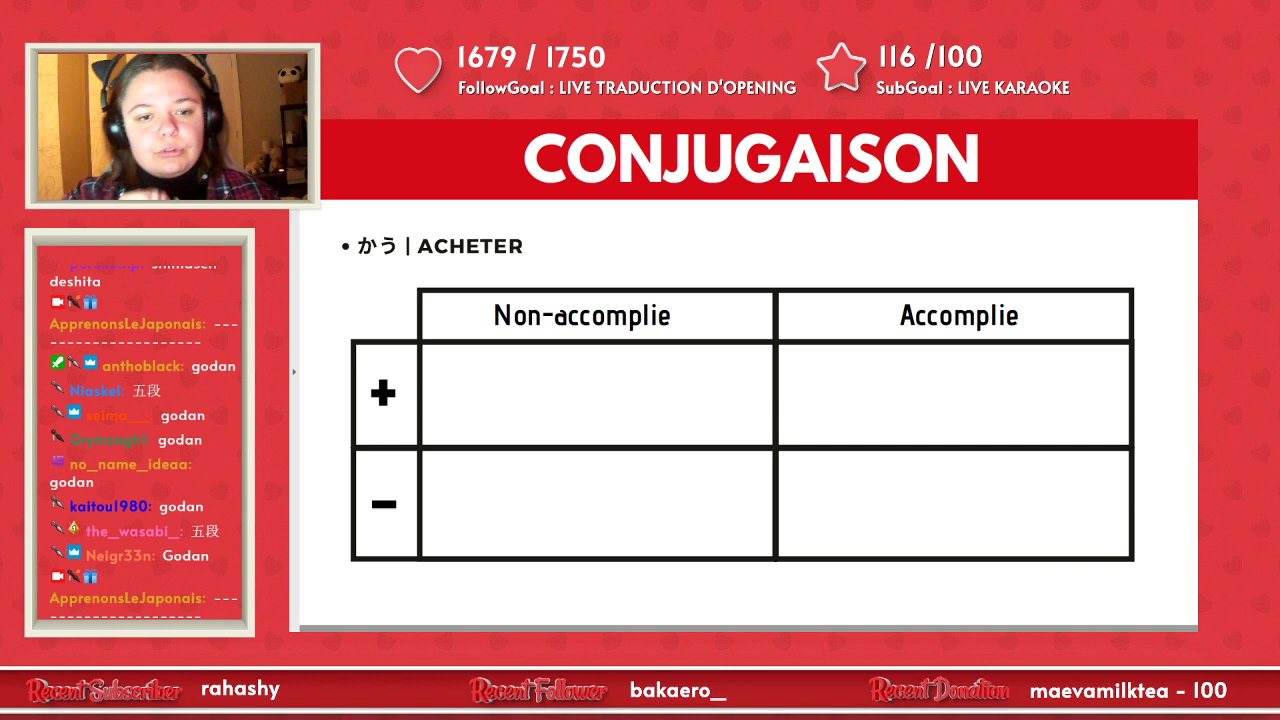 1679 / 1750
FollowGoal : LIVE TRADUCTION D'OPENING
116 /100
SubGoal : LIVE KARAOKE
CONJUGAISON
• かう | ACHETER
Non-accomplie
Accomplie
+
-
deshita
ApprenonsLeJaponais: ---
------------------
anthoblack: godan
Niaskel: 五段
seima___: godan
Grymzaghl: godan
no_name_ideaa:
godan
kaitou1980: godan
the_wasabi_: 五段
Neigr33n: Godan
ApprenonsLeJaponais: ---
------------------
Recent Subscriber rahashy
Recent Follower bakaero_
Recent Donation maevamilktea - 100